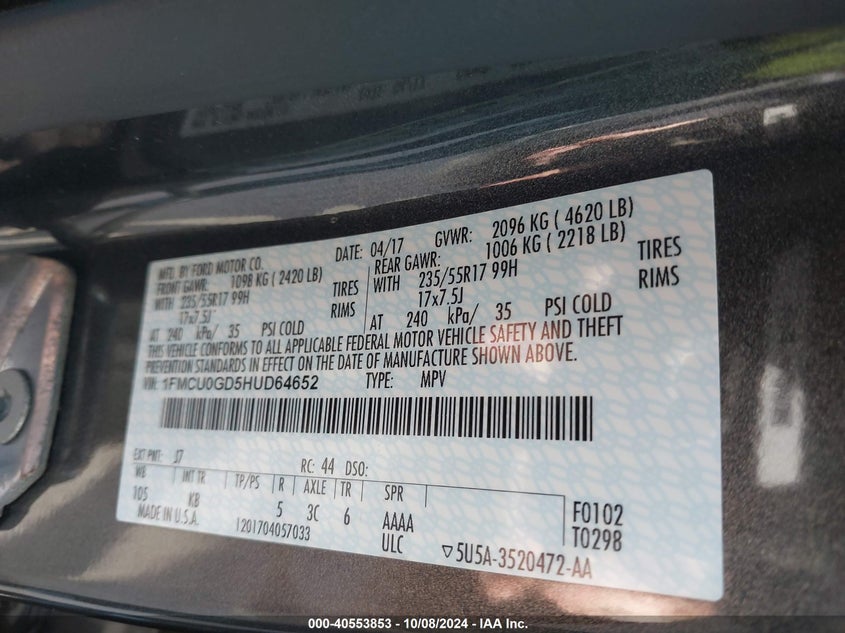 MFD. BY FORD MOTOR CO. DATE: 04/17 GVWR: 2096 KG ( 4620 LB)
FRONT GAWR: 1098 KG ( 2420 LB) REAR GAWR: 1006 KG ( 2218 LB)
WITH 235/55R17 99H TIRES WITH 235/55R17 99H TIRES
17x7.5J RIMS 17x7.5J RIMS
AT 240 kPa/ 35 PSI COLD AT 240 kPa/ 35 PSI COLD
THIS VEHICLE CONFORMS TO ALL APPLICABLE FEDERAL MOTOR VEHICLE SAFETY AND THEFT
PREVENTION STANDARDS IN EFFECT ON THE DATE OF MANUFACTURE SHOWN ABOVE.
VIN: 1FMCU0GD5HUD64652 TYPE: MPV
EXT PNT: J7 RC: 44 DSO:
WB INT TR TP/PS R AXLE TR SPR
105 KB 5 3C 6 AAAA F0102
MADE IN U.S.A. 1201704057033 ULC T0298
5U5A-3520472-AA
000-40553853 - 10/08/2024 - IAA Inc.